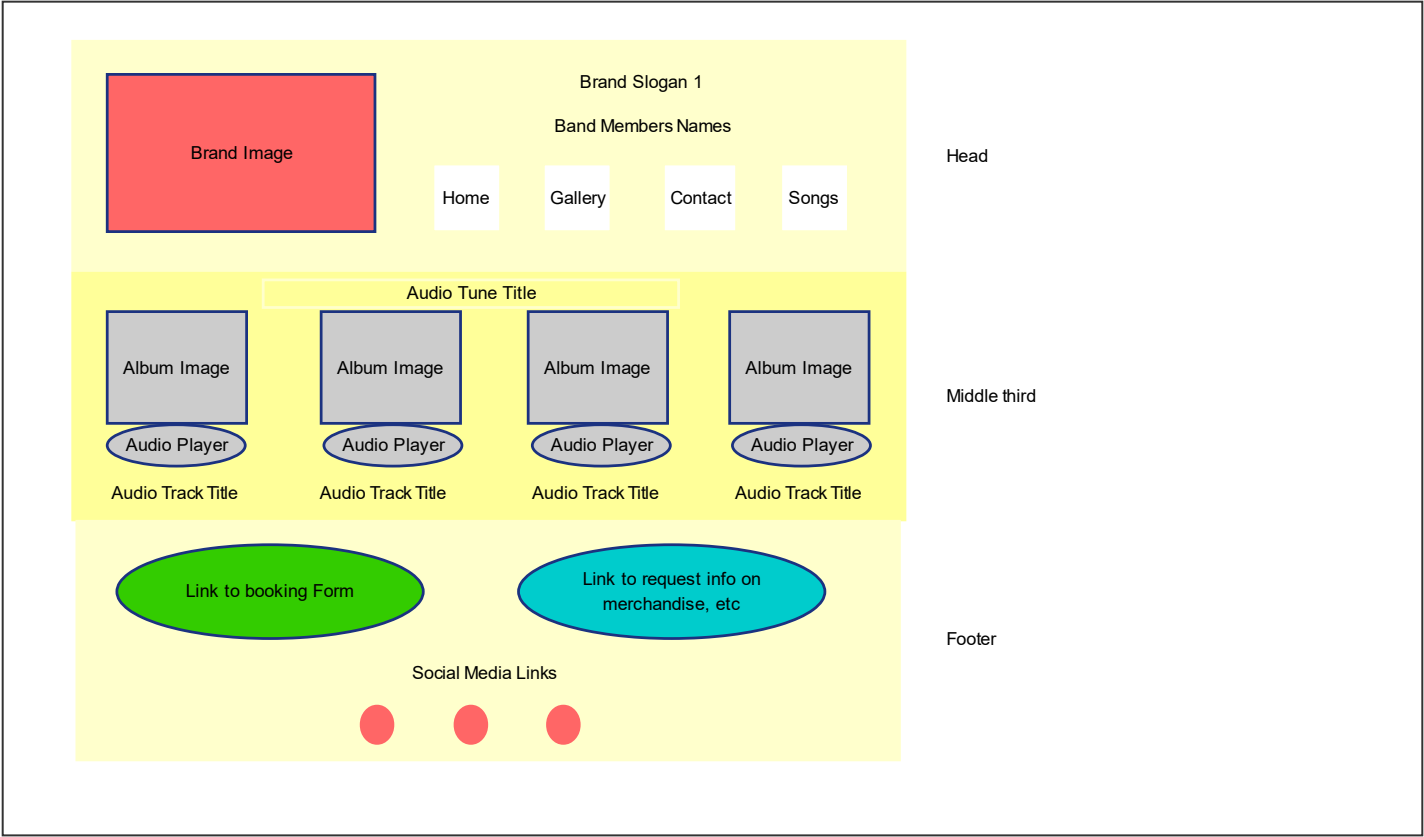 Brand Slogan 1
Band Members Names
Brand Image
Head
Home
Gallery
Contact
Songs
Audio Tune Title
Album Image
Album Image
Album Image
Album Image
Middle third
Audio Player
Audio Player
Audio Player
Audio Player
Audio Track Title
Audio Track Title
Audio Track Title
Audio Track Title
Link to booking Form
Link to request info on
merchandise, etc
Footer
Social Media Links